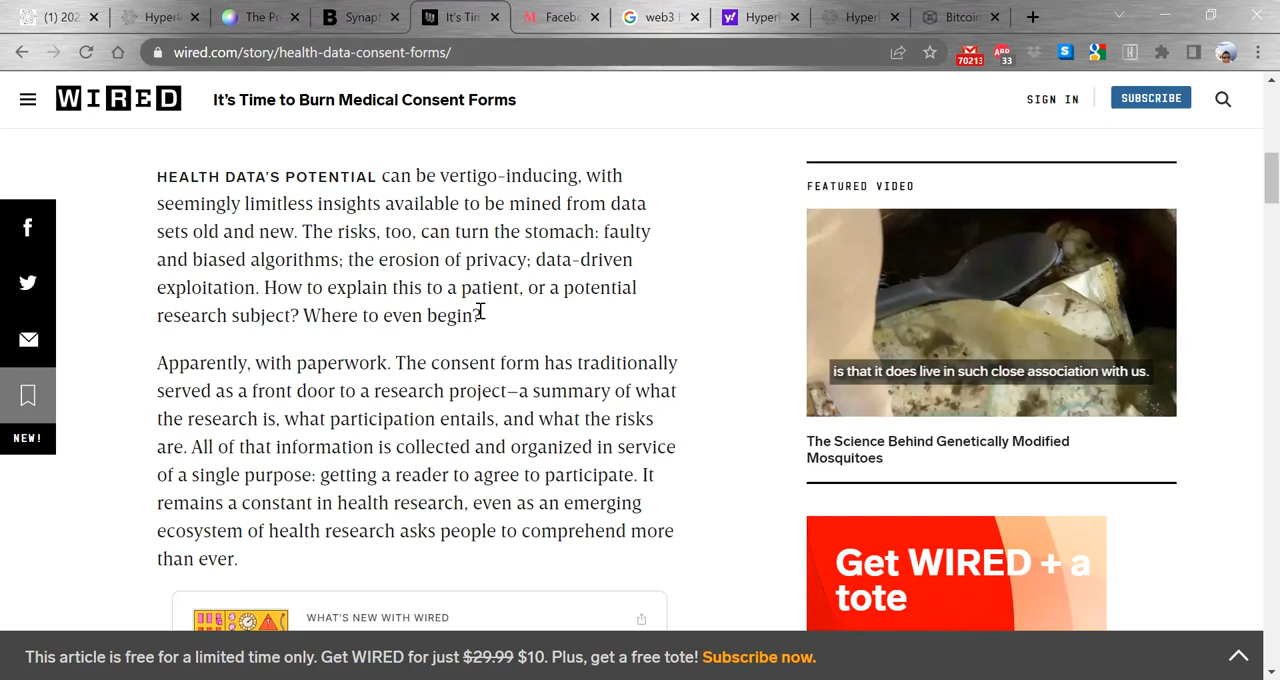 (1) 202
Hyperl
The P
Synapt
It's Tim
Faceb
web3
Hyperl
Hyperl
Bitcoin
wired.com/story/health-data-consent-forms/
70213
ABP
33
WIRED
It's Time to Burn Medical Consent Forms
SIGN IN
SUBSCRIBE
HEALTH DATA'S POTENTIAL can be vertigo-inducing, with
seemingly limitless insights available to be mined from data
sets old and new. The risks, too, can turn the stomach: faulty
and biased algorithms; the erosion of privacy; data-driven
exploitation. How to explain this to a patient, or a potential
research subject? Where to even begin?
Apparently, with paperwork. The consent form has traditionally
served as a front door to a research project—a summary of what
the research is, what participation entails, and what the risks
are. All of that information is collected and organized in service
of a single purpose: getting a reader to agree to participate. It
remains a constant in health research, even as an emerging
ecosystem of health research asks people to comprehend more
than ever.
NEW!
WHAT'S NEW WITH WIRED
FEATURED VIDEO
is that it does live in such close association with us.
The Science Behind Genetically Modified
Mosquitoes
Get WIRED + a
tote
This article is free for a limited time only. Get WIRED for just $29.99 $10. Plus, get a free tote! Subscribe now.